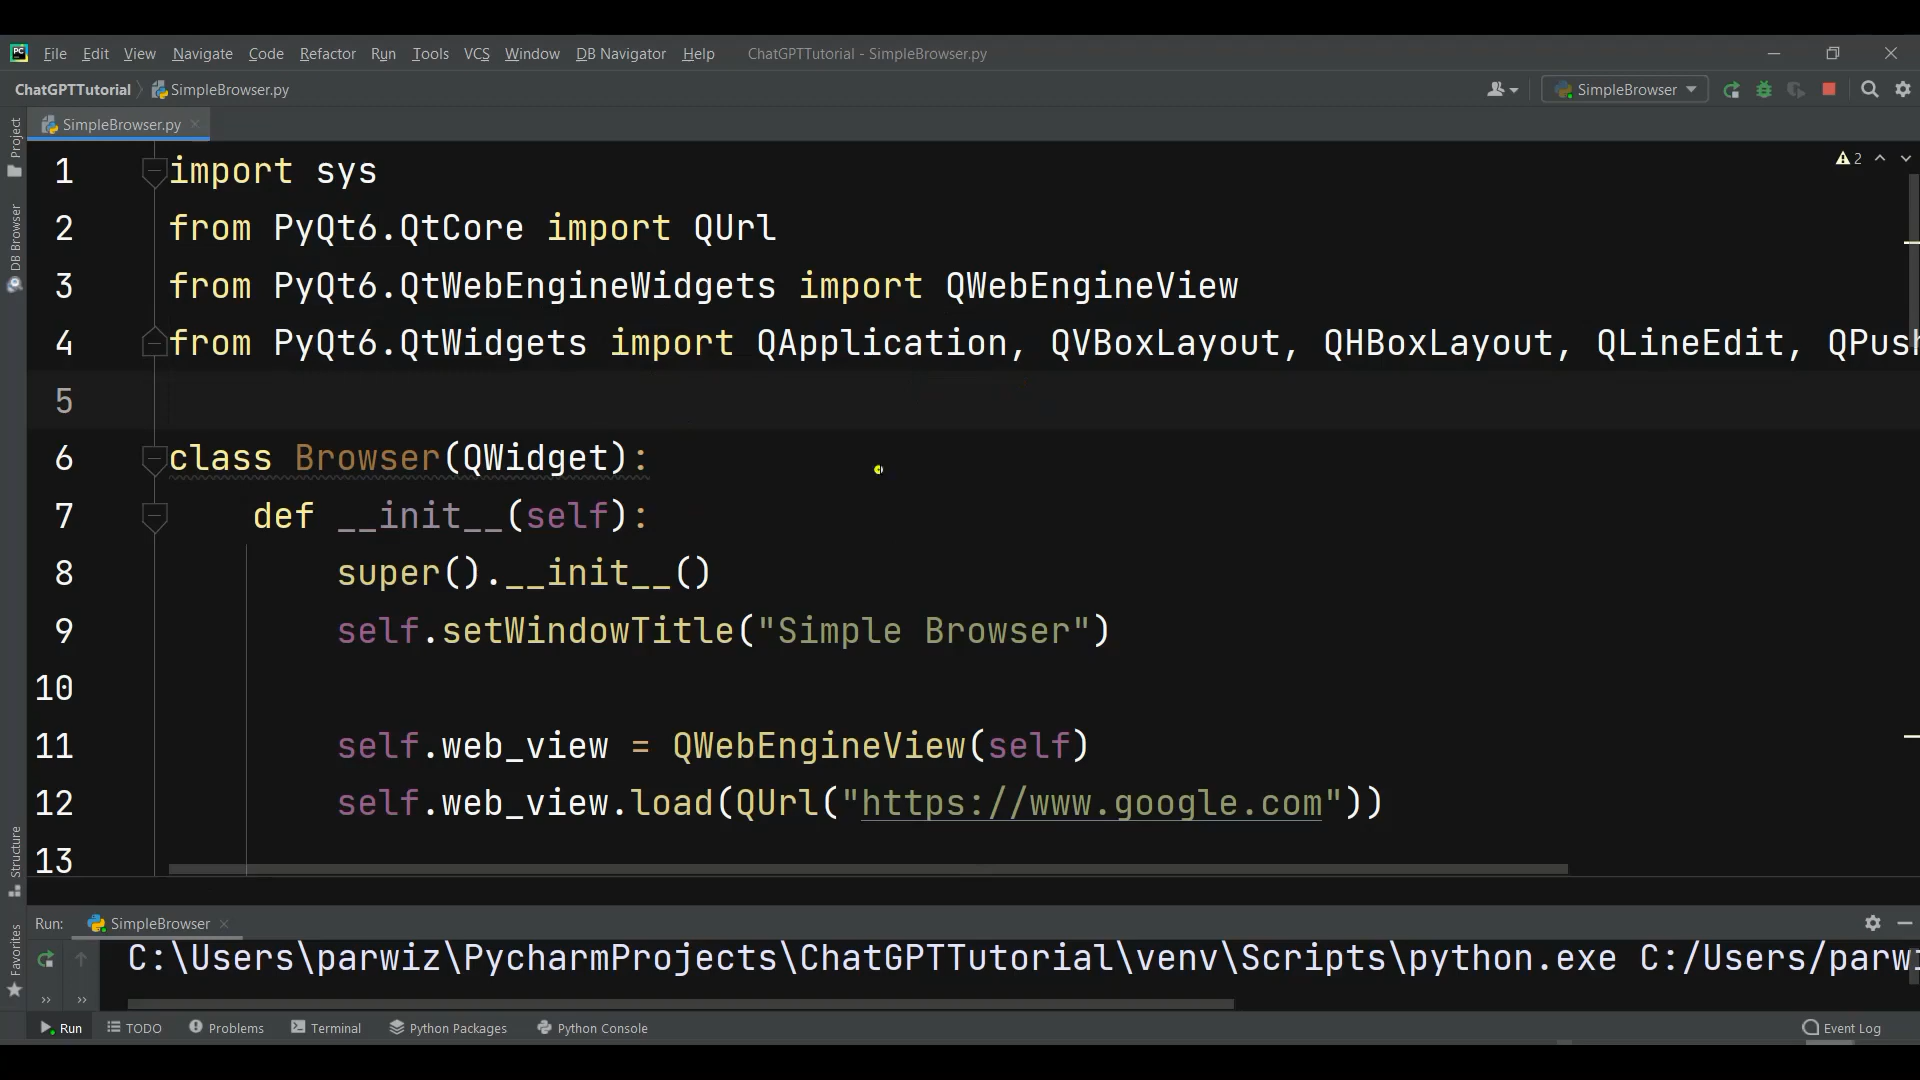 PC File Edit View Navigate Code Refactor Run Tools VCS Window DB Navigator Help ChatGPTTutorial - SimpleBrowser.py
ChatGPTTutorial SimpleBrowser.py SimpleBrowser
SimpleBrowser.py
Project
DB Browser
Structure
Favorites
2
1 import sys
2 from PyQt6.QtCore import QUrl
3 from PyQt6.QtWebEngineWidgets import QWebEngineView
4 from PyQt6.QtWidgets import QApplication, QVBoxLayout, QHBoxLayout, QLineEdit, QPush
5
6 class Browser(QWidget):
7 def __init__(self):
8 super().__init__()
9 self.setWindowTitle("Simple Browser")
10
11 self.web_view = QWebEngineView(self)
12 self.web_view.load(QUrl("https://www.google.com"))
13
Run: SimpleBrowser
C:\Users\parwiz\PycharmProjects\ChatGPTTutorial\venv\Scripts\python.exe C:/Users/parwi
Run TODO Problems Terminal Python Packages Python Console Event Log